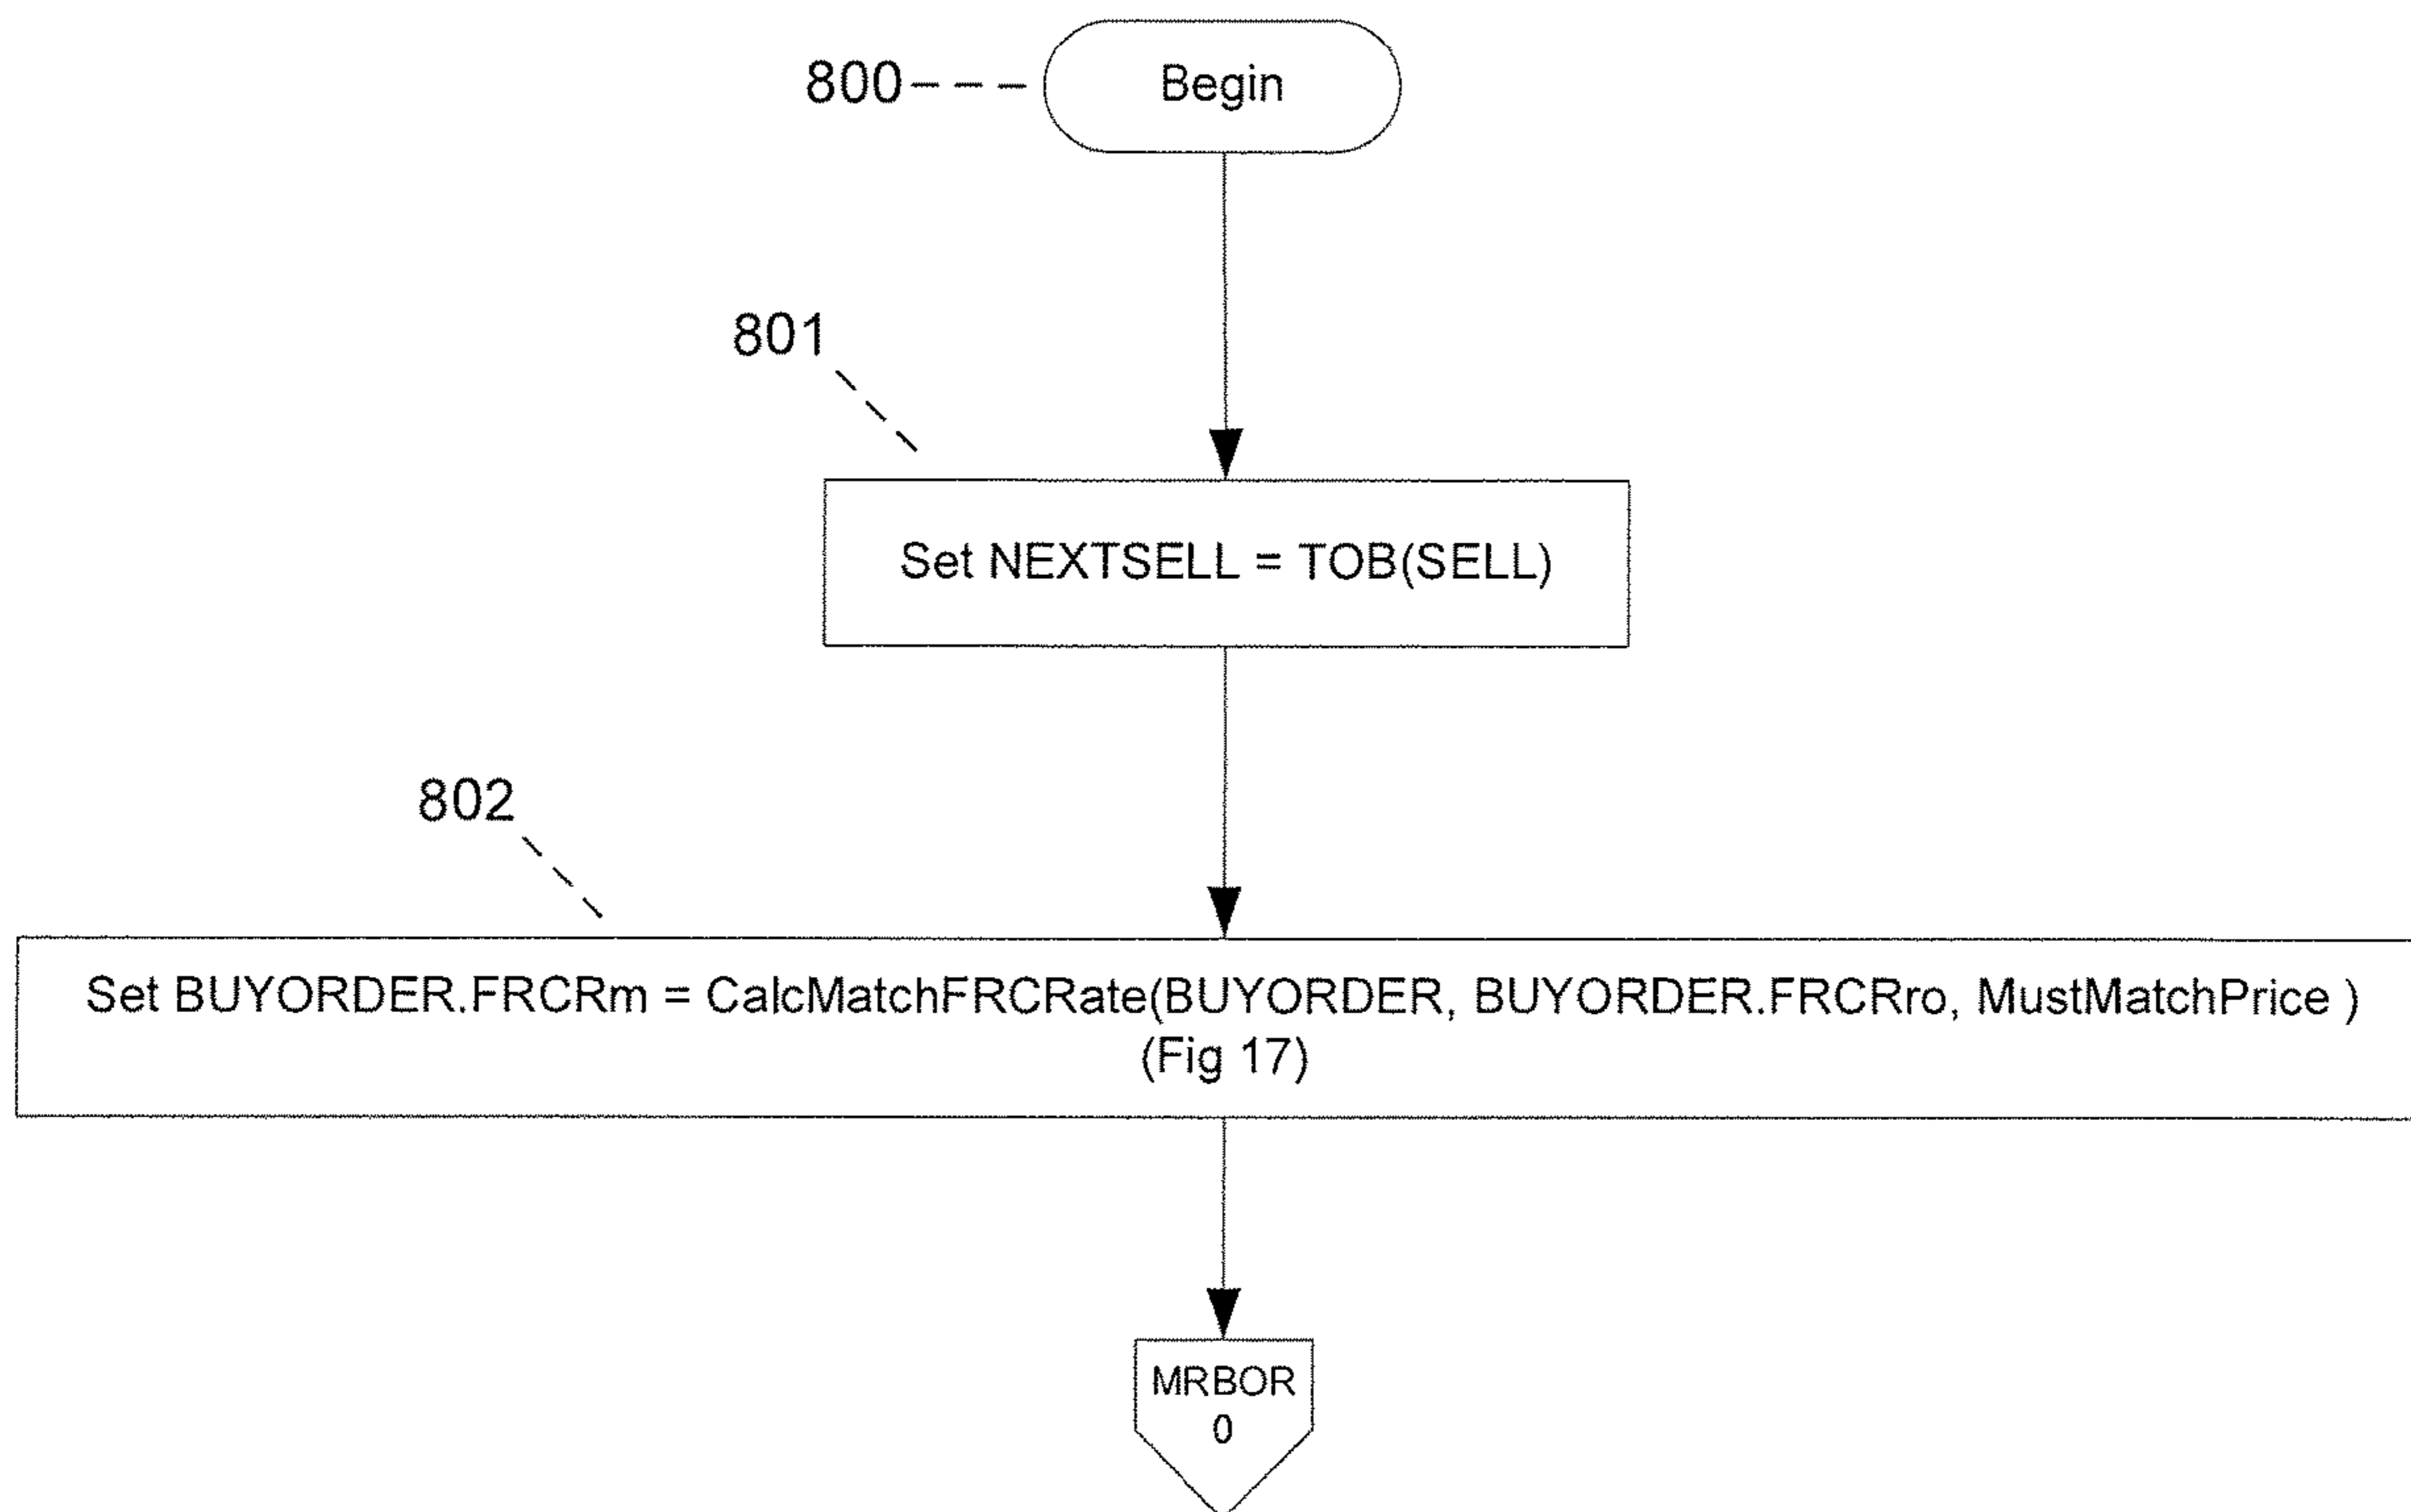 800
Begin
801
Set NEXTSELL = TOB(SELL)
802
Set BUYORDER.FRCRm = CalcMatchFRCRate(BUYORDER, BUYORDER.FRCRro, MustMatchPrice )
(Fig 17)
MRBOR
0